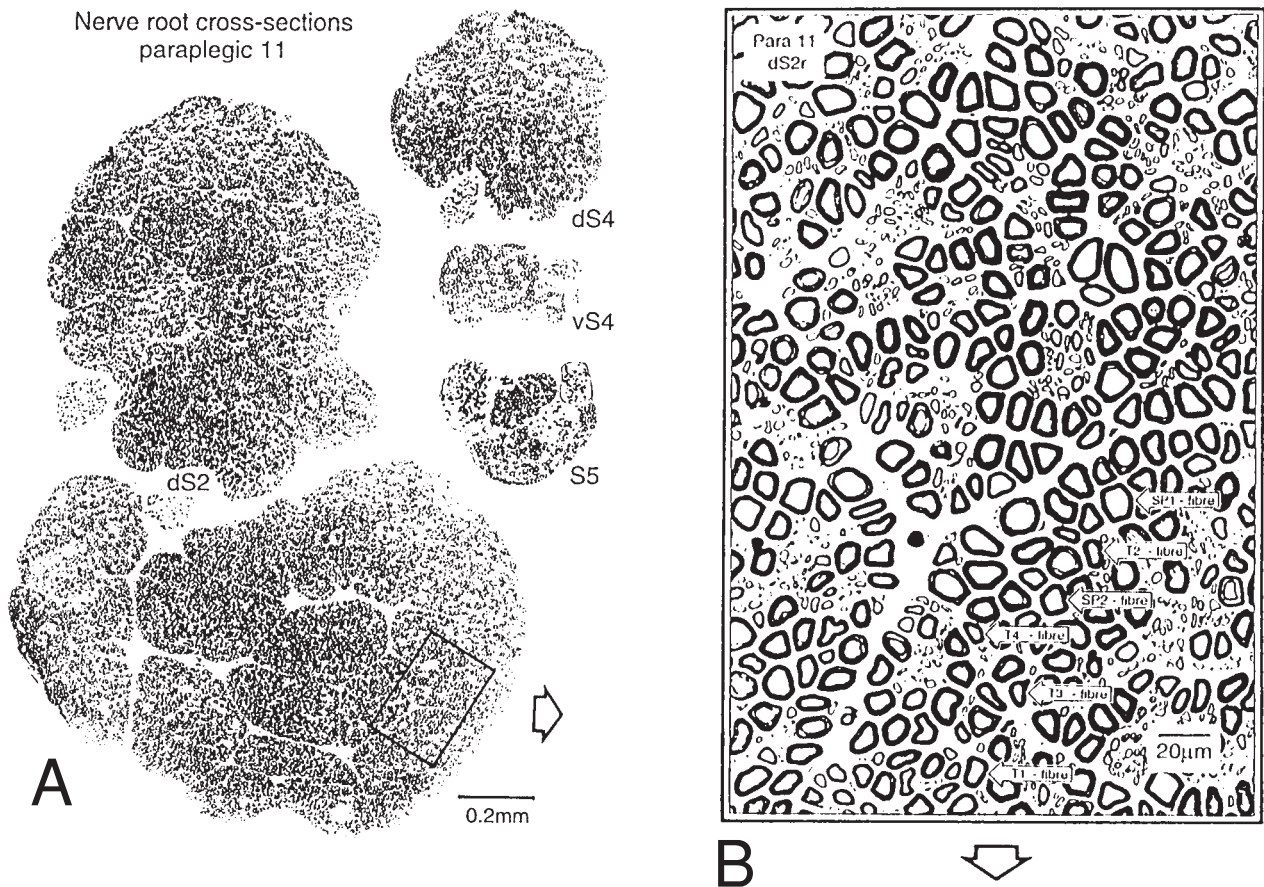 Nerve root cross-sections
paraplegic 11
dS4
vS4
S5
dS2
0.2mm
A
Para 11
dS2r
SP1 - fibre
T2 - fibre
SP2 - fibre
T4 - fibre
T3 - fibre
20µm
T1 - fibre
B